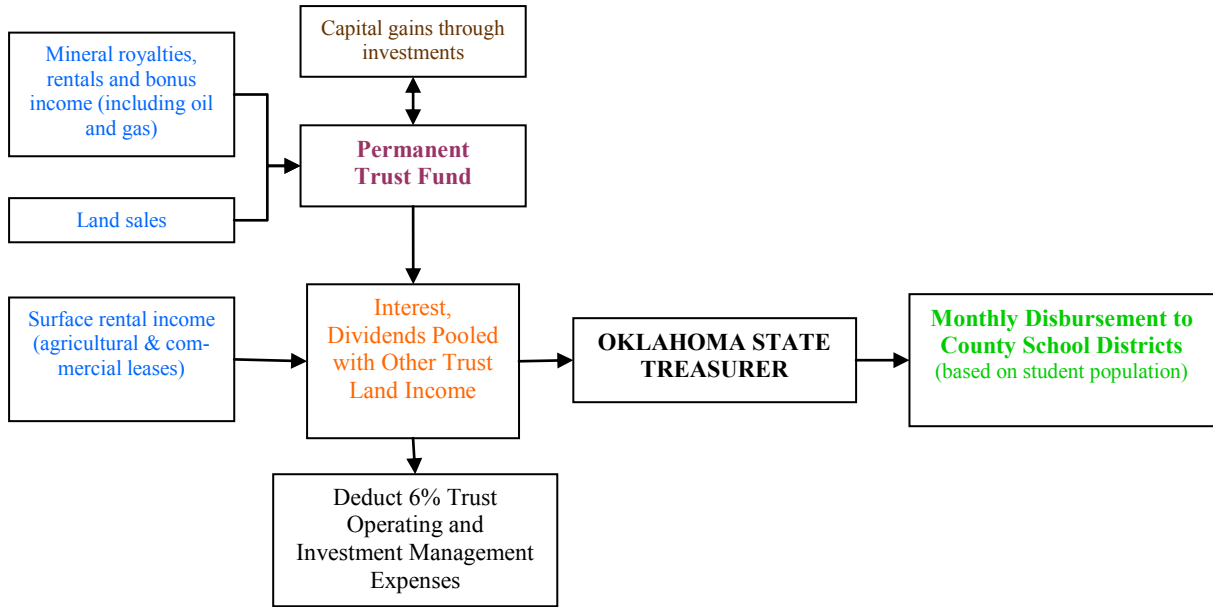 Capital gains through
investments
Mineral royalties,
rentals and bonus
income (including oil
and gas)
Permanent
Trust Fund
Land sales
Surface rental income
(agricultural & com-
mercial leases)
Interest,
Dividends Pooled
with Other Trust
Land Income
OKLAHOMA STATE
TREASURER
Monthly Disbursement to
County School Districts
(based on student population)
Deduct 6% Trust
Operating and
Investment Management
Expenses